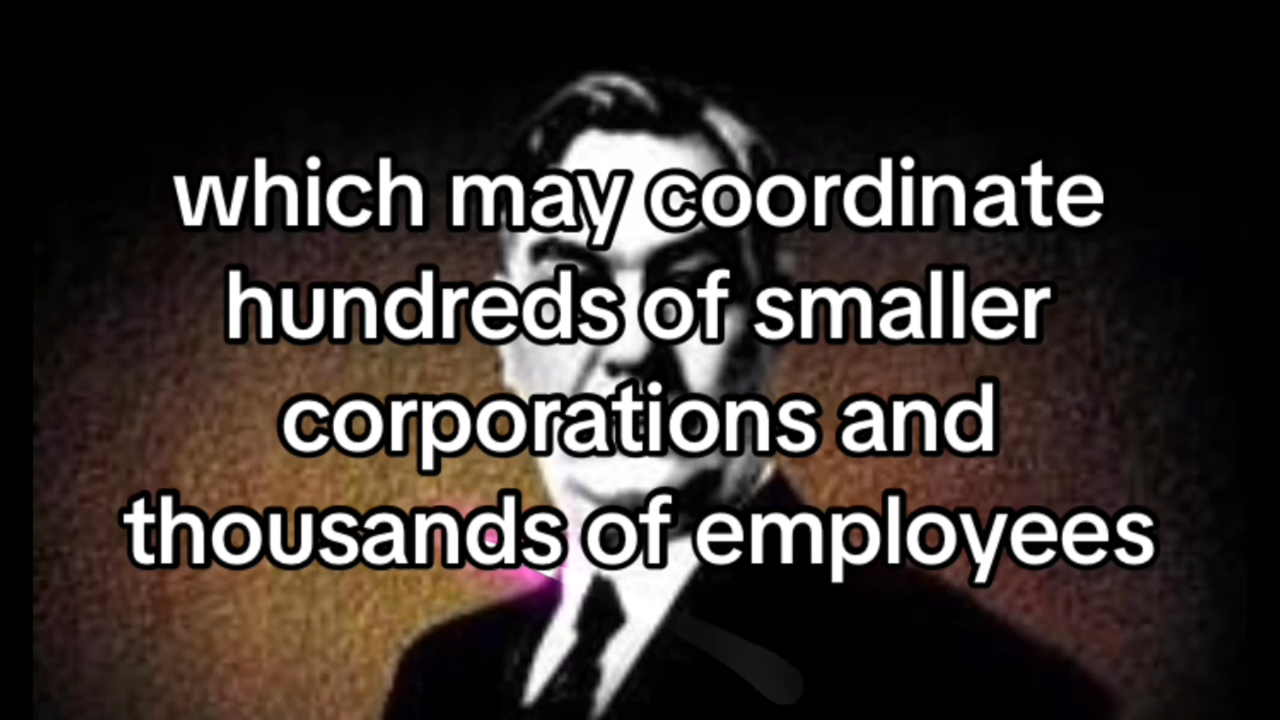 which may coordinate
hundreds of smaller
corporations and
thousands of employees